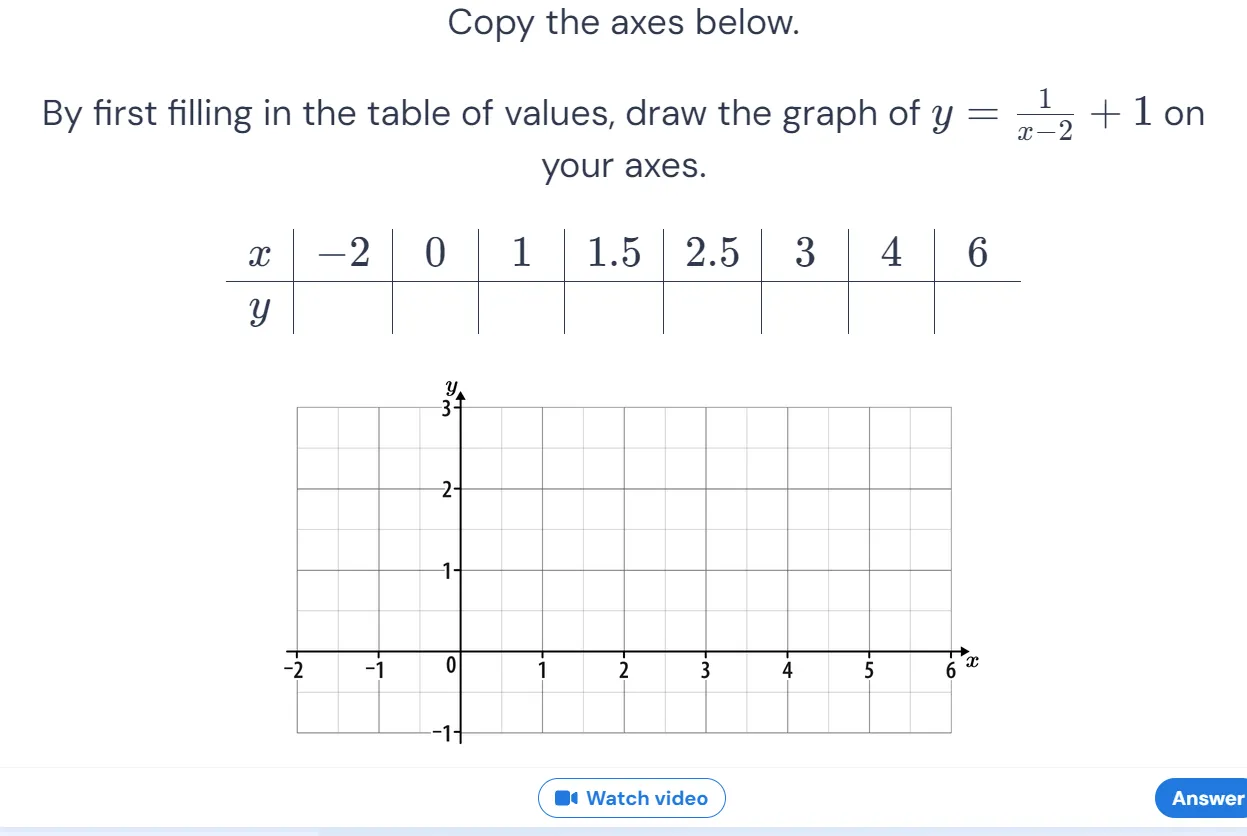 Copy the axes below.
By first filling in the table of values, draw the graph of $y = \frac{1}{x-2} + 1$ on
your axes.
x −2 0 1 1.5 2.5 3 4 6
y
y
3
2
1
−2 −1 0 1 2 3 4 5 6 x
−1
Watch video
Answer